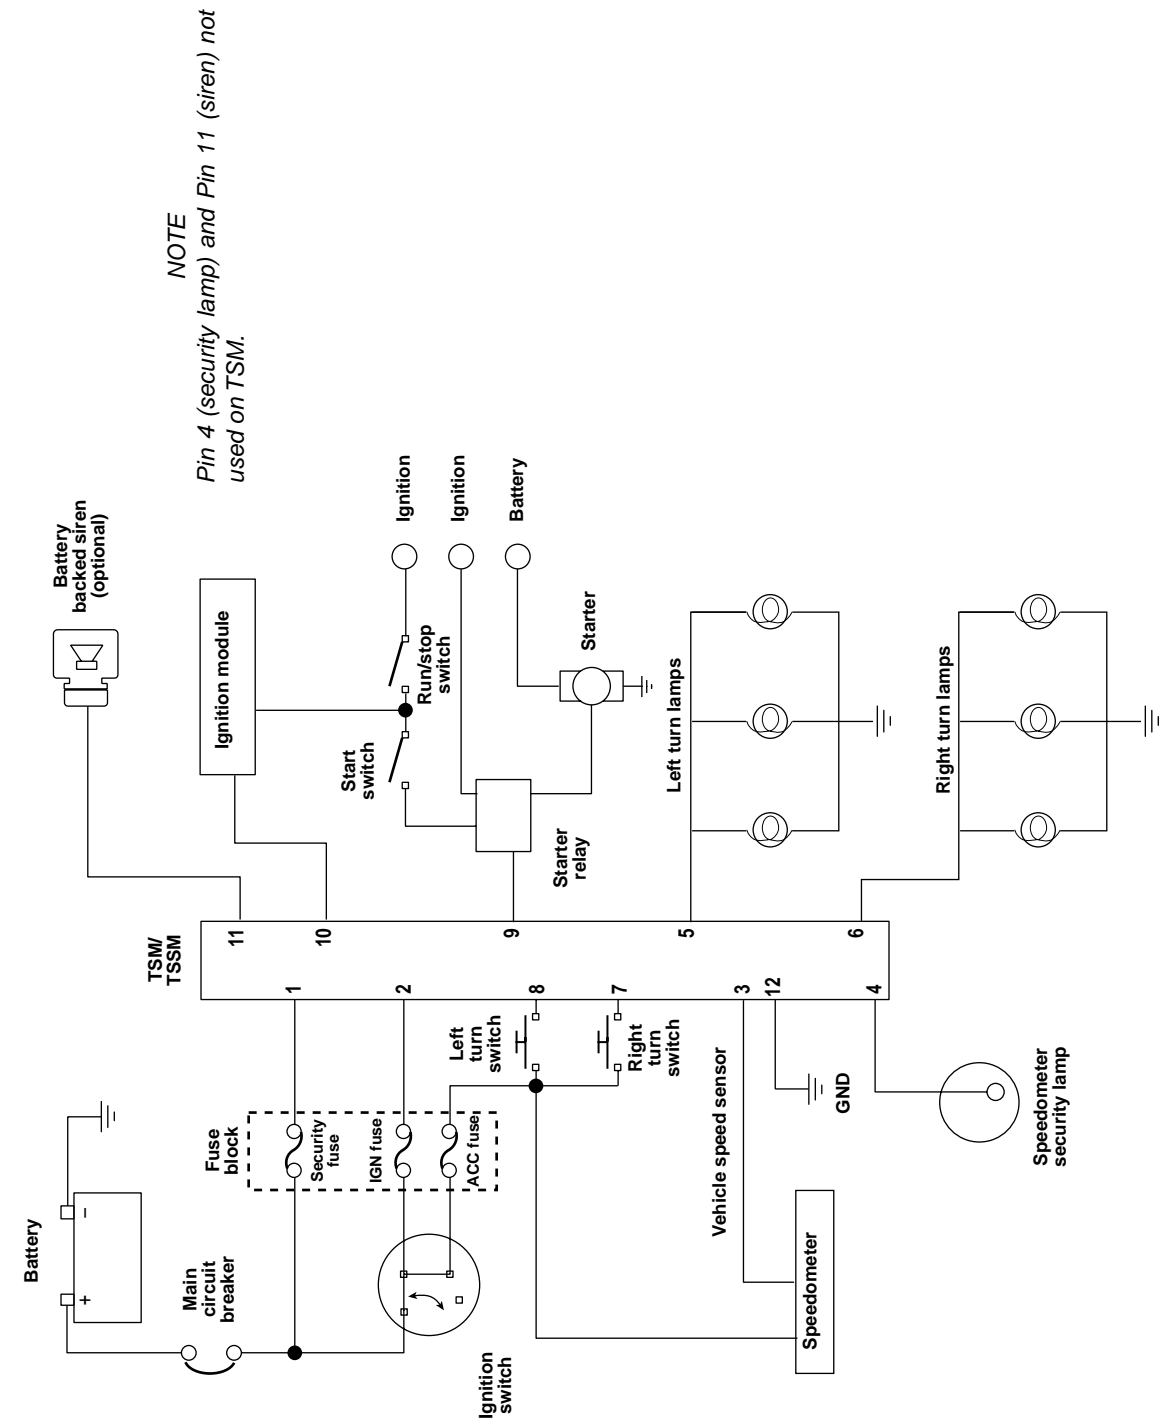 NOTE
Pin 4 (security lamp) and Pin 11 (siren) not
used on TSM.
Battery
+
-
Main
circuit
breaker
Fuse
block
Security
fuse
IGN fuse
ACC fuse
Ignition
switch
TSM/
TSSM
1
2
8
7
3
12
4
11
10
9
5
6
Left
turn
switch
Right
turn
switch
Vehicle speed sensor
GND
Speedometer
Speedometer
security lamp
Battery
backed siren
(optional)
Ignition module
Start
switch
Run/stop
switch
Ignition
Ignition
Battery
Starter
relay
Starter
Left turn lamps
Right turn lamps